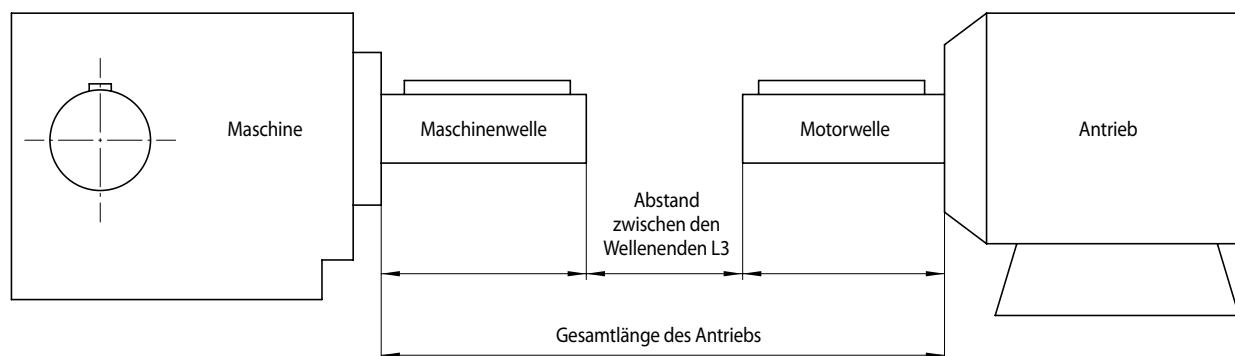 Maschine
Maschinenwelle
Motorwelle
Antrieb
Abstand
zwischen den
Wellenenden L3
Gesamtlänge des Antriebs